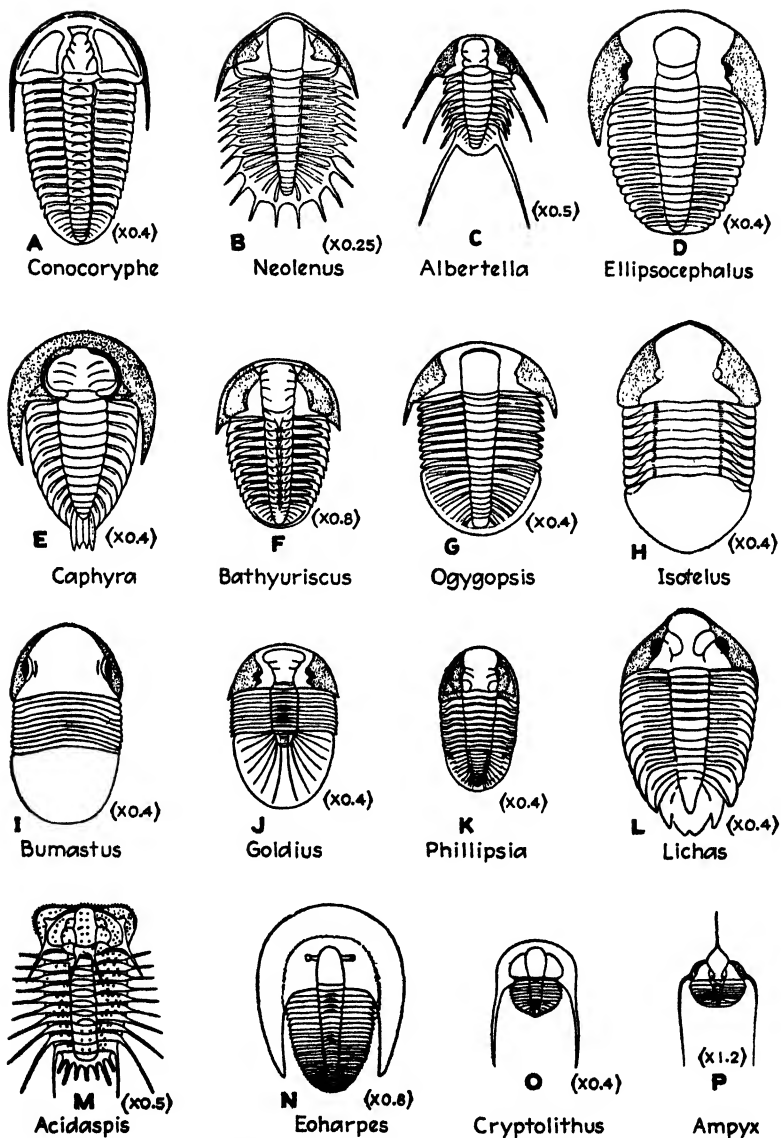 A (x0.4) B (x0.25) C (x0.5) D (x0.4)
Conocoryphe Neolenus Albertella Ellipsocephalus
E (x0.4) F (x0.8) G (x0.4) H (x0.4)
Caphyra Bathyuriscus Ogygopsis Isotelus
I (x0.4) J (x0.4) K (x0.4) L (x0.4)
Bumastus Goldius Phillipsia Lichas
M (x0.5) N (x0.8) O (x0.4) (x1.2) P
Acidaspis Eoharpes Cryptolithus Ampyx